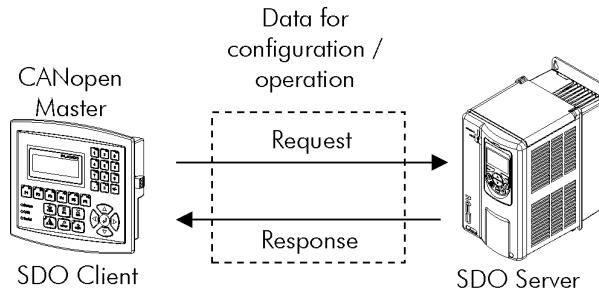 Data for
configuration /
operation
CANopen
Master
Request
Response
SDO Client
SDO Server